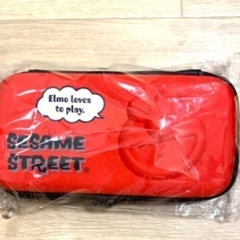 Elmo loves
to play.
SESAME
STREET®